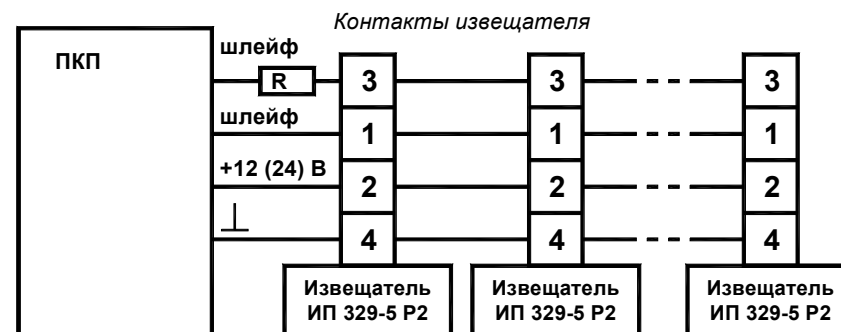 Контакты извещателя
ПКП
шлейф
R 3 3 3
шлейф
1 1 1
+12 (24) В
2 2 2
4 4 4
Извещатель Извещатель Извещатель
ИП 329-5 Р2 ИП 329-5 Р2 ИП 329-5 Р2